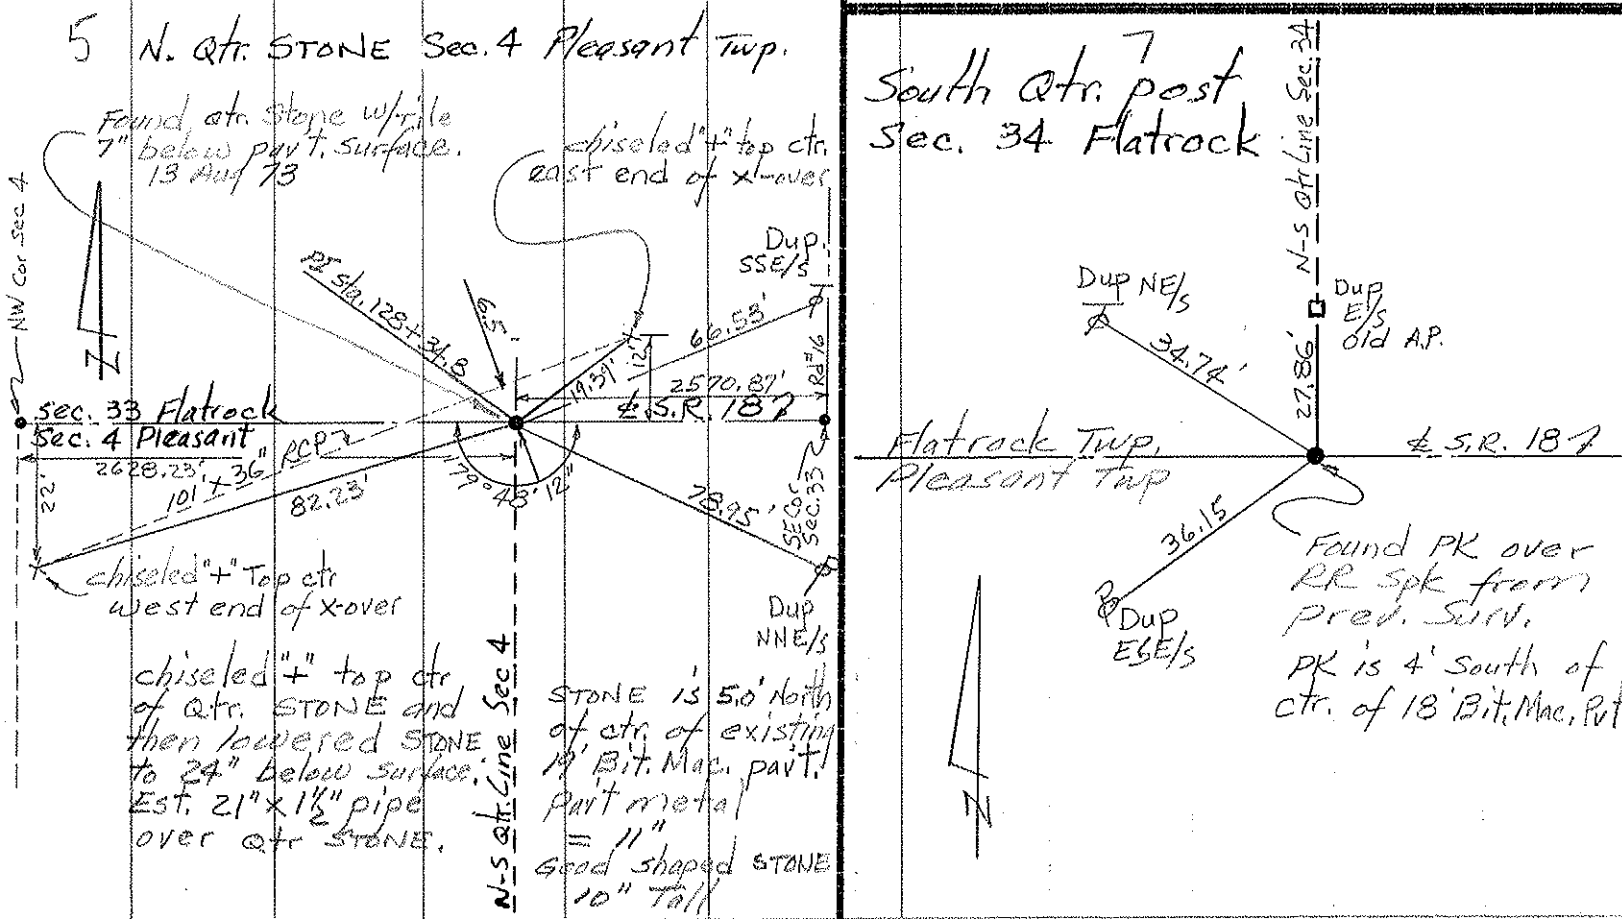 5 N. Qtr. STONE Sec. 4 Pleasant Twp.
Found qtr. Stone w/rifle
7" below pav't. surface.
13 Aug 73
chiseled "+" top ctr.
east end of x-over
NW Cor Sec 4
N
PI sta. 128+34.8
6.5'
Dup.
SSE/s
66.53'
19.39'
12'
2570.87'
Rd #16
sec. 33 Flatrock
Sec. 4 Pleasant
℄ S.R. 18
2628.23'
101' ± 36" RCP
82.23'
22'
179° 48' 12"
78.95'
SE Cor
Sec. 33
chiseled "+" Top ctr
west end of x-over
Dup
NNE/s
chiseled "+" top ctr
of Qtr. STONE and
then lowered STONE
to 24" below surface.
Est. 21" x 1½" pipe
over Qtr STONE.
N-S Qtr. Line Sec 4
STONE is 5.0' North
of ctr. of existing
19' Bit. Mac. pav't.
Pav't metal
= 11"
Good shaped STONE
10" Tall
7
South Qtr. post
Sec. 34 Flatrock
N-S Qtr Line Sec. 34
Dup NE/s
34.74'
Dup
E/s
old A.P.
27.86'
Flatrock Twp.
Pleasant Twp
℄ S.R. 18
36.15
Dup
EbE/s
Found PK over
RR spk from
prev. Surv.
PK is 4' South of
ctr. of 18' Bit. Mac. Pvt
N